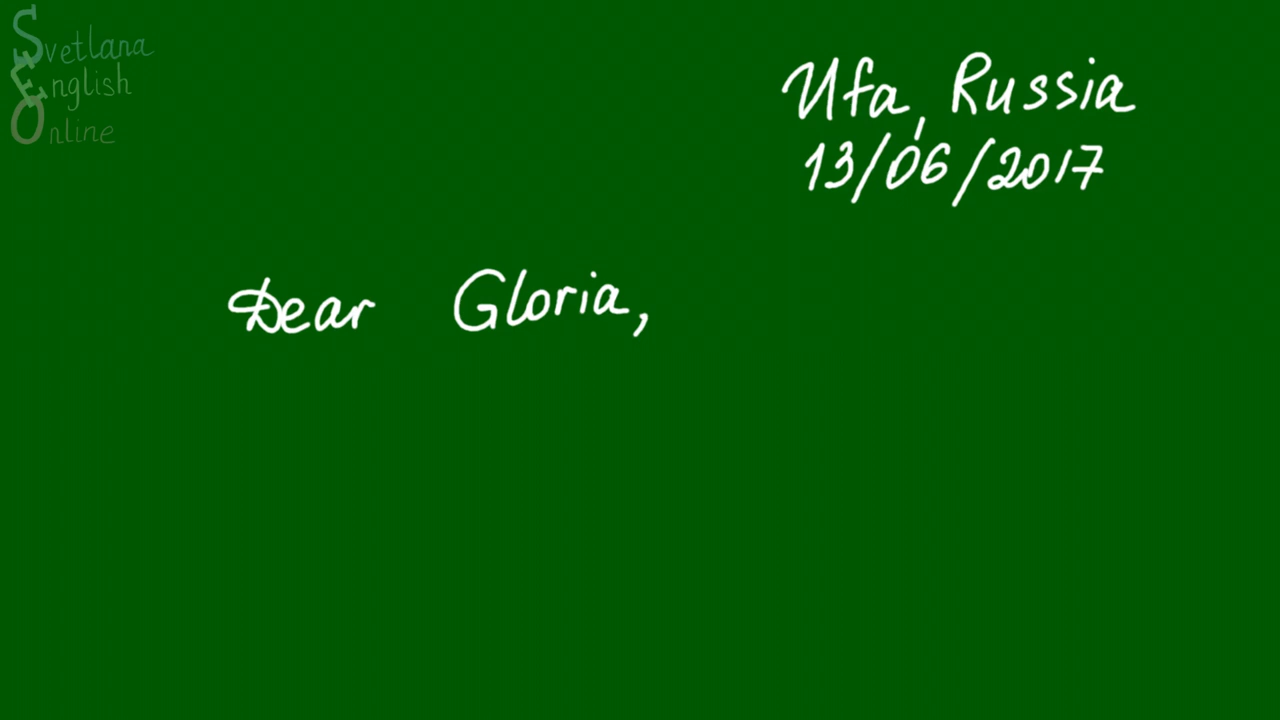 Svetlana
English
Online
Ufa, Russia
13/06/2017
Dear Gloria,